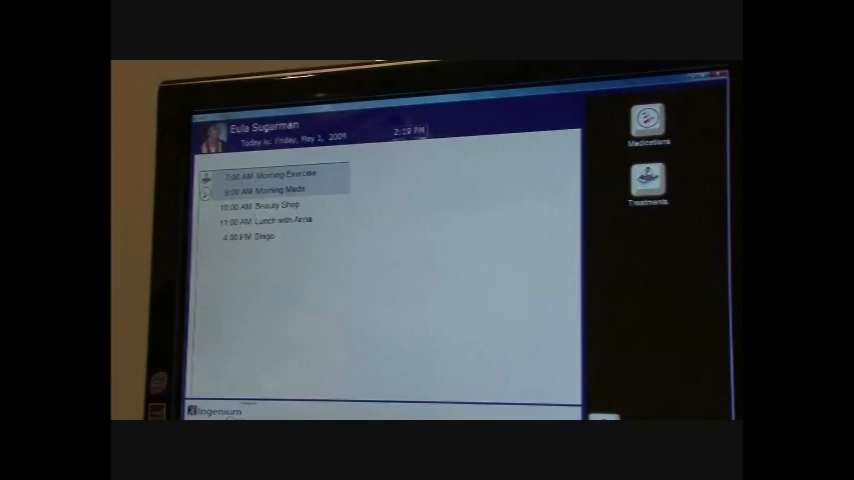 Eula Sugarman
Today is: Friday, May 1, 2009
2:19 PM
7:00 AM Morning Exercise
9:00 AM Morning Meds
10:00 AM Beauty Shop
11:00 AM Lunch with Anna
4:00 PM Bingo
Medications
Treatments
Ingenium